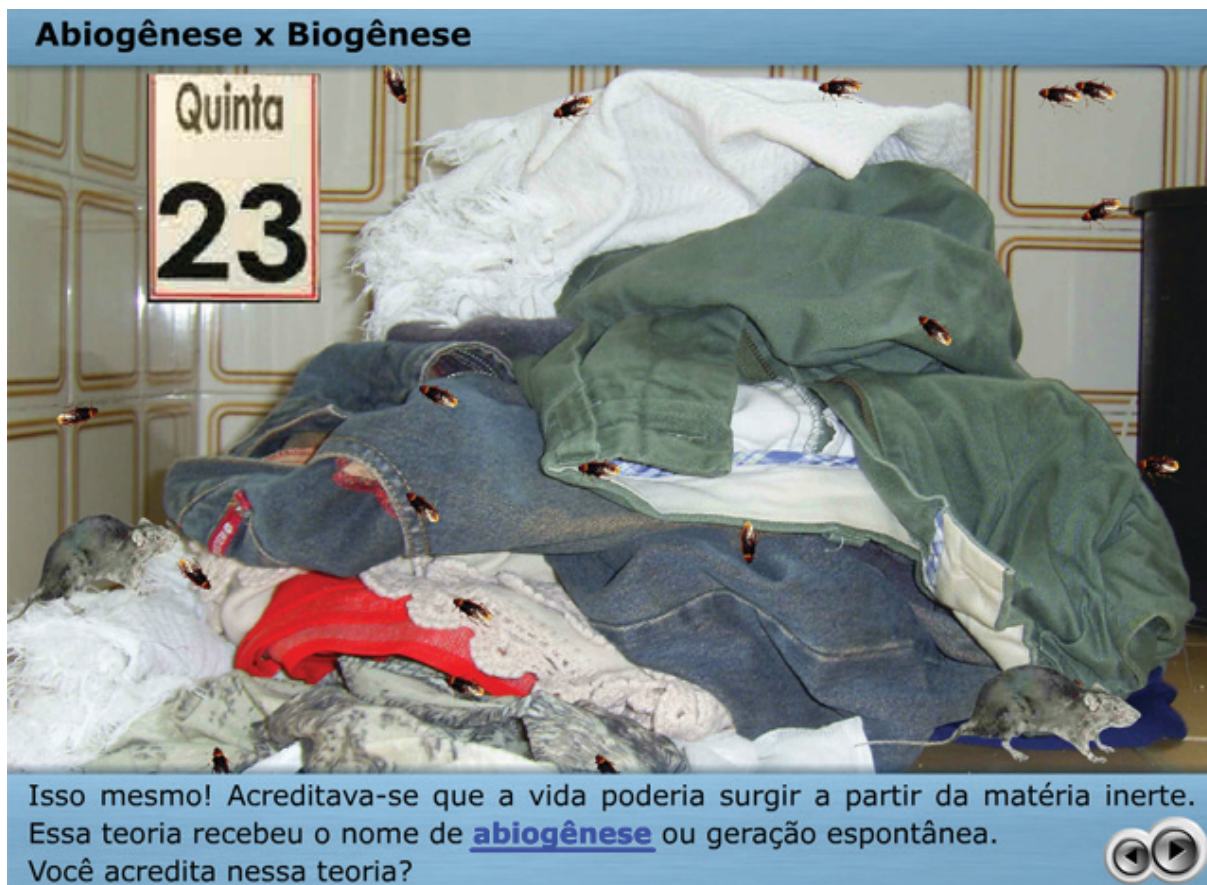 Abiogênese x Biogênese
Quinta
23
Isso mesmo! Acreditava-se que a vida poderia surgir a partir da matéria inerte.
Essa teoria recebeu o nome de abiogênese ou geração espontânea.
Você acredita nessa teoria?